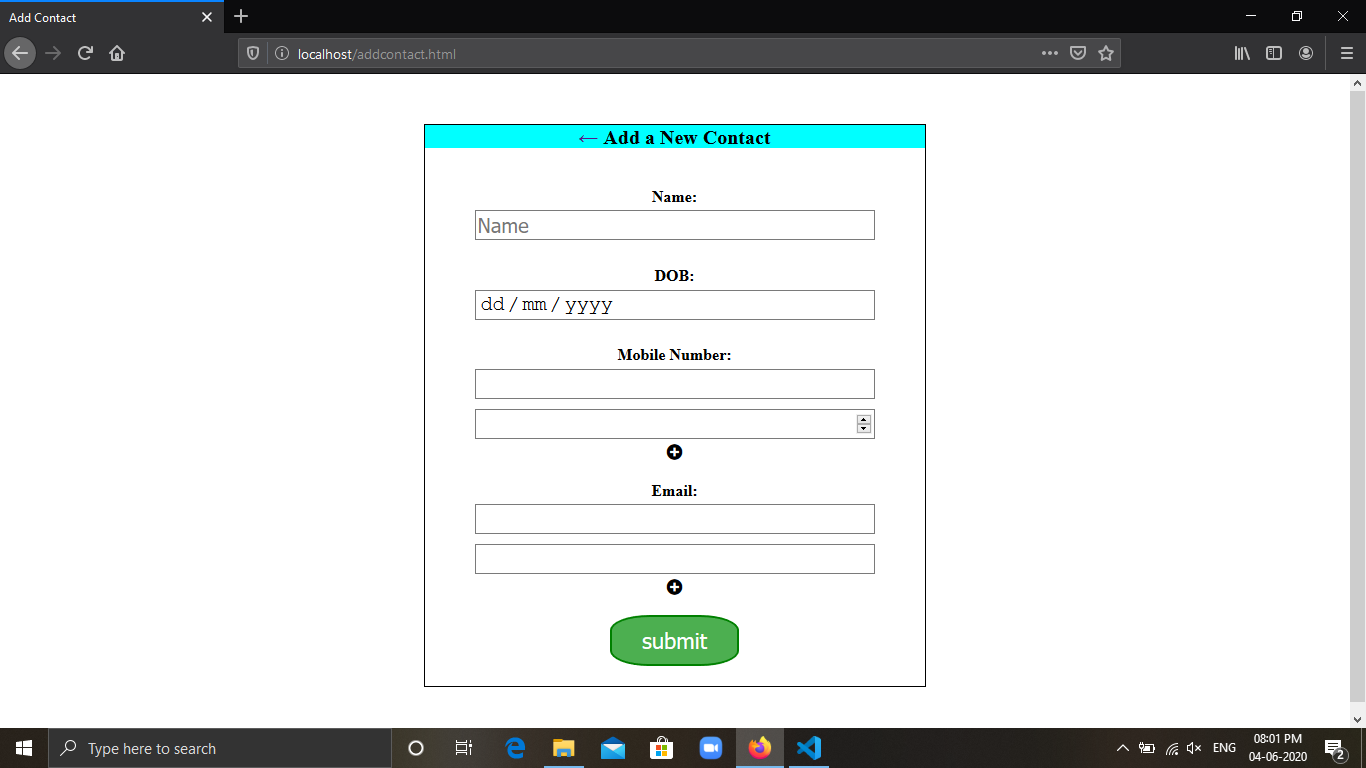 Add Contact
localhost/addcontact.html
← Add a New Contact
Name:
Name
DOB:
dd / mm / yyyy
Mobile Number:
Email:
submit
Type here to search
ENG
08:01 PM
04-06-2020
2